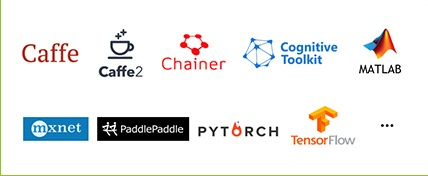 Caffe
Caffe2
Chainer
Cognitive
Toolkit
MATLAB
mxnet
PaddlePaddle
PYTORCH
TensorFlow
...